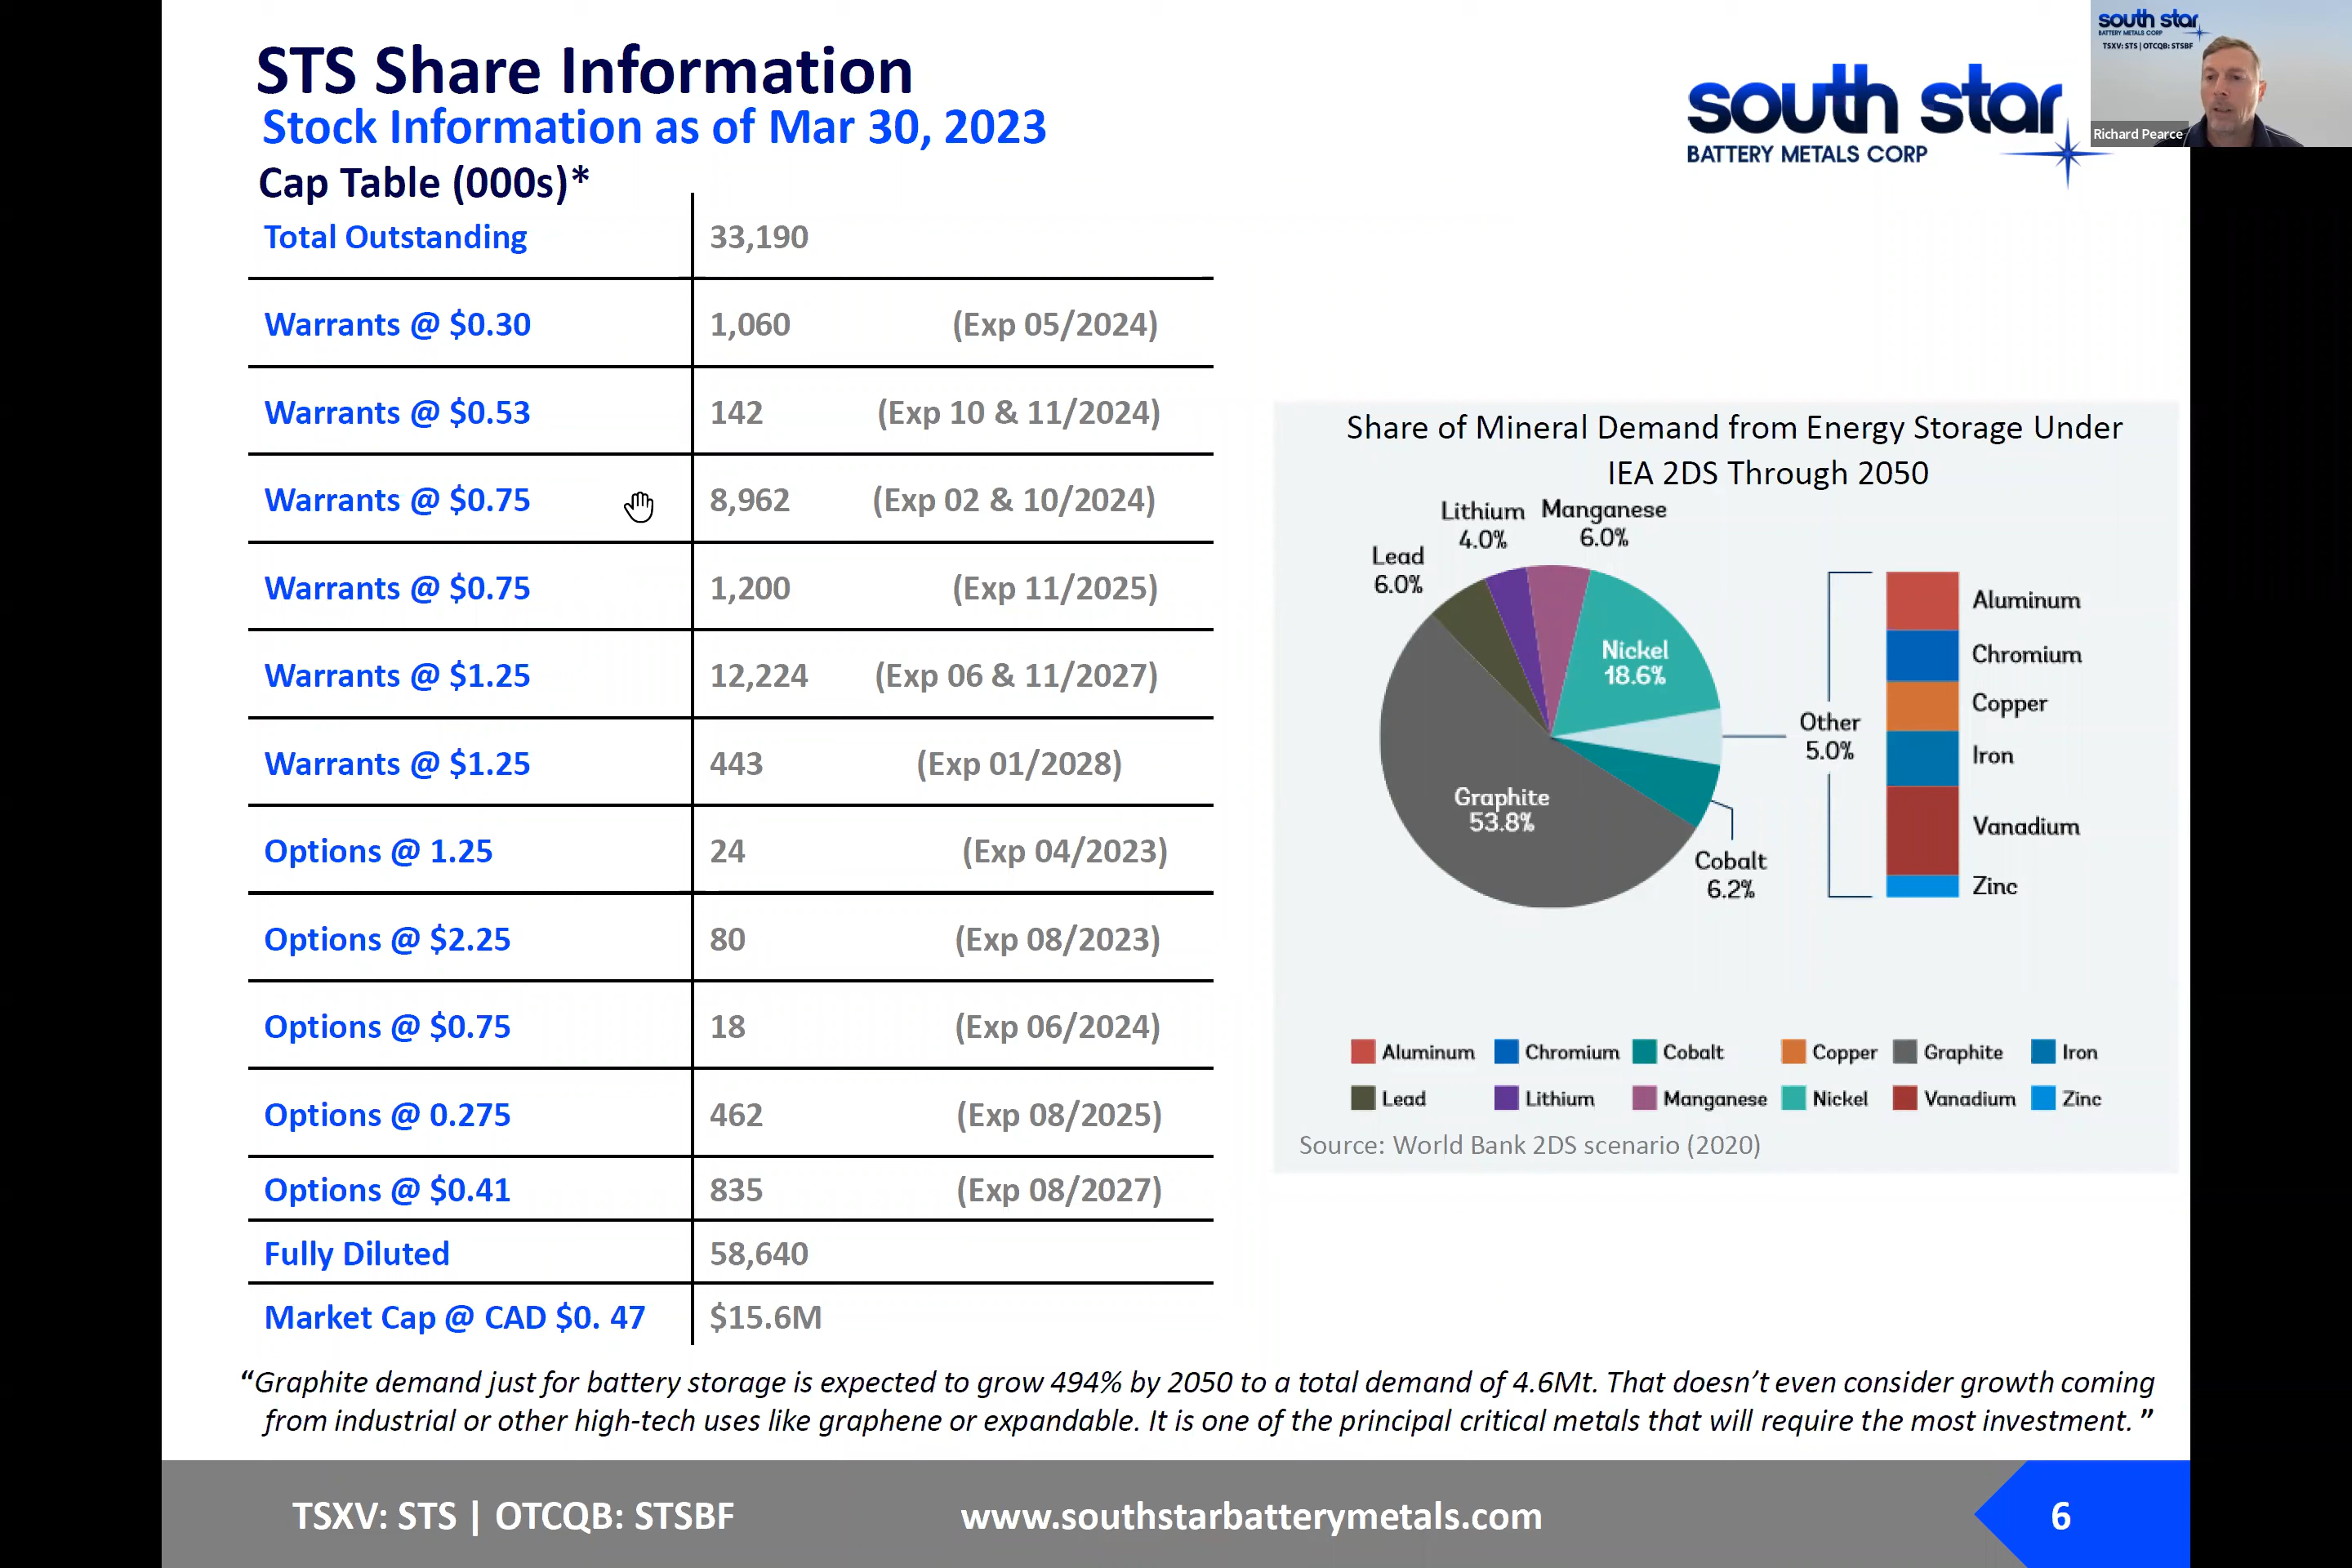 STS Share Information
Stock Information as of Mar 30, 2023
Cap Table (000s)*
Total Outstanding 33,190
Warrants @ $0.30 1,060 (Exp 05/2024)
Warrants @ $0.53 142 (Exp 10 & 11/2024)
Warrants @ $0.75 8,962 (Exp 02 & 10/2024)
Warrants @ $0.75 1,200 (Exp 11/2025)
Warrants @ $1.25 12,224 (Exp 06 & 11/2027)
Warrants @ $1.25 443 (Exp 01/2028)
Options @ 1.25 24 (Exp 04/2023)
Options @ $2.25 80 (Exp 08/2023)
Options @ $0.75 18 (Exp 06/2024)
Options @ 0.275 462 (Exp 08/2025)
Options @ $0.41 835 (Exp 08/2027)
Fully Diluted 58,640
Market Cap @ CAD $0. 47 $15.6M
south star
BATTERY METALS CORP
south star
BATTERY METALS CORP
TSXV: STS | OTCQB: STSBF
Richard Pearce
Share of Mineral Demand from Energy Storage Under
IEA 2DS Through 2050
Lithium
4.0%
Manganese
6.0%
Lead
6.0%
Nickel
18.6%
Other
5.0%
Graphite
53.8%
Cobalt
6.2%
Aluminum
Chromium
Copper
Iron
Vanadium
Zinc
Aluminum Chromium Cobalt Copper Graphite Iron
Lead Lithium Manganese Nickel Vanadium Zinc
Source: World Bank 2DS scenario (2020)
“Graphite demand just for battery storage is expected to grow 494% by 2050 to a total demand of 4.6Mt. That doesn’t even consider growth coming
from industrial or other high-tech uses like graphene or expandable. It is one of the principal critical metals that will require the most investment. ”
TSXV: STS | OTCQB: STSBF www.southstarbatterymetals.com 6